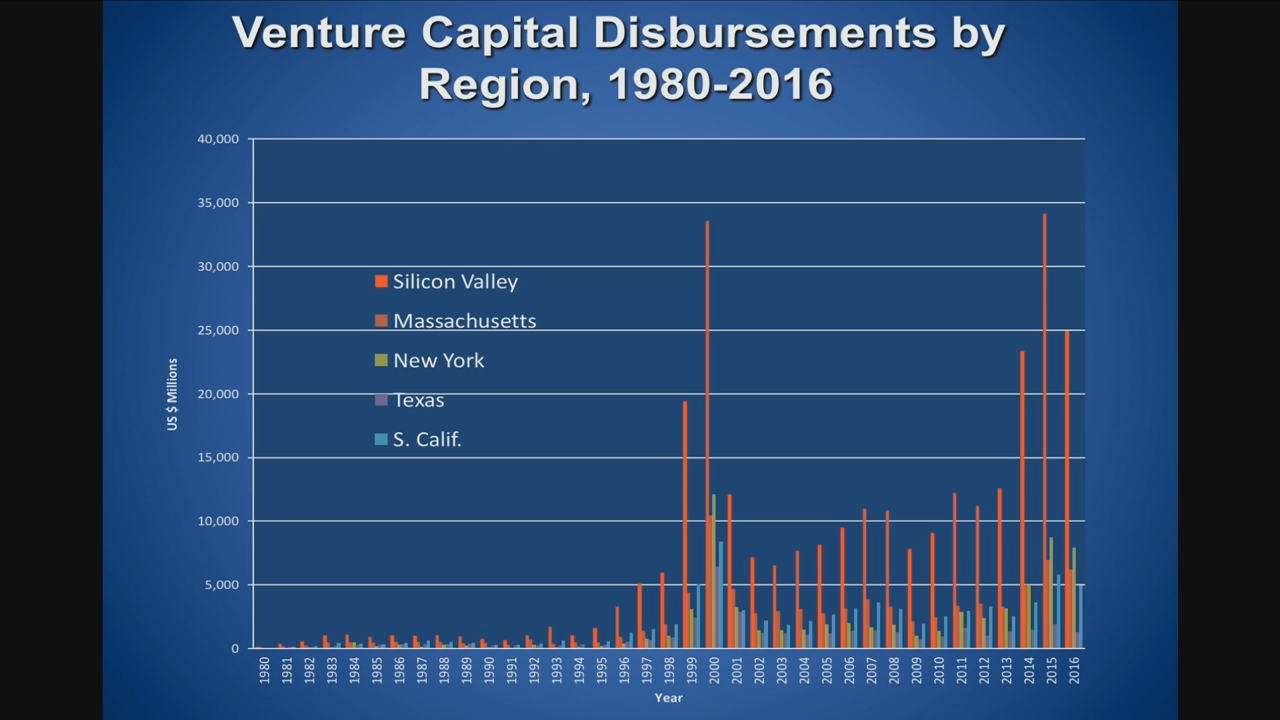 Venture Capital Disbursements by
Region, 1980-2016
40,000
35,000
30,000
25,000
20,000
15,000
10,000
5,000
0
US $ Millions
Silicon Valley
Massachusetts
New York
Texas
S. Calif.
1980 1981 1982 1983 1984 1985 1986 1987 1988 1989 1990 1991 1992 1993 1994 1995 1996 1997 1998 1999 2000 2001 2002 2003 2004 2005 2006 2007 2008 2009 2010 2011 2012 2013 2014 2015 2016
Year